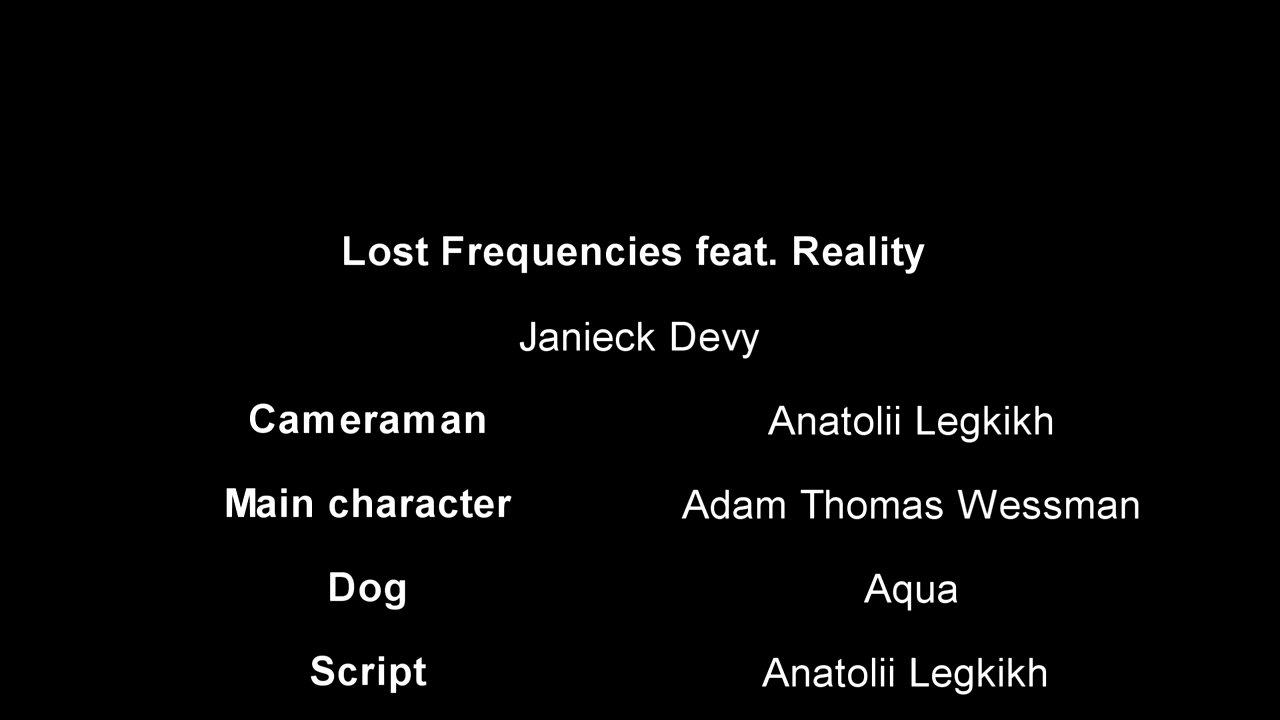 Lost Frequencies feat. Reality
Janieck Devy
Cameraman Anatolii Legkikh
Main character Adam Thomas Wessman
Dog Aqua
Script Anatolii Legkikh